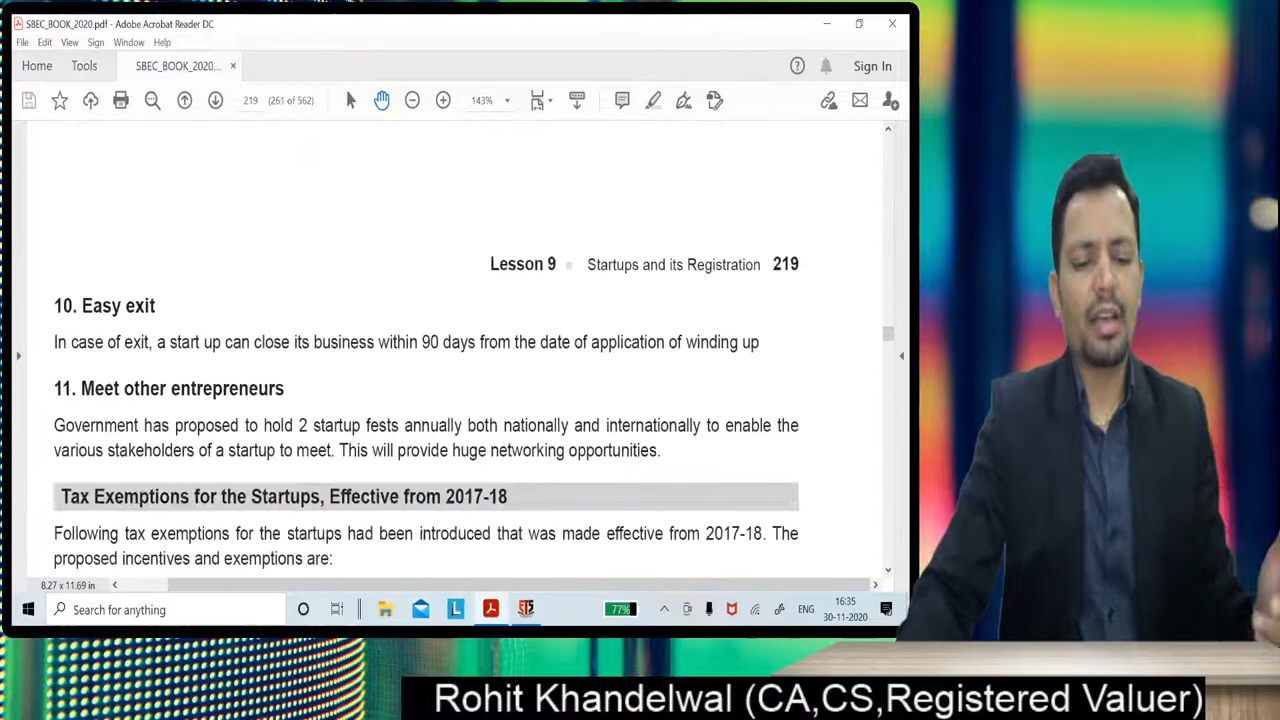 SBEC_BOOK_2020.pdf - Adobe Acrobat Reader DC
File Edit View Sign Window Help
Home Tools SBEC_BOOK_2020.... × Sign In
219 (261 of 562) 143%
Lesson 9 Startups and its Registration 219
10. Easy exit
In case of exit, a start up can close its business within 90 days from the date of application of winding up
11. Meet other entrepreneurs
Government has proposed to hold 2 startup fests annually both nationally and internationally to enable the
various stakeholders of a startup to meet. This will provide huge networking opportunities.
Tax Exemptions for the Startups, Effective from 2017-18
Following tax exemptions for the startups had been introduced that was made effective from 2017-18. The
proposed incentives and exemptions are:
8.27 x 11.69 in
Search for anything
L
77%
ENG
16:35
30-11-2020
Rohit Khandelwal (CA,CS,Registered Valuer)